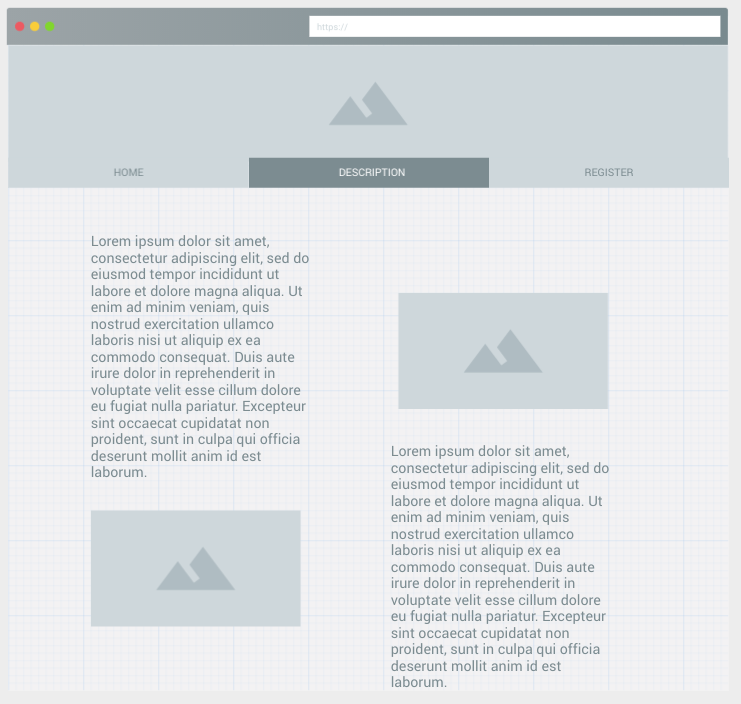 https://
HOME
DESCRIPTION
REGISTER
Lorem ipsum dolor sit amet,
consectetur adipiscing elit, sed do
eiusmod tempor incididunt ut
labore et dolore magna aliqua. Ut
enim ad minim veniam, quis
nostrud exercitation ullamco
laboris nisi ut aliquip ex ea
commodo consequat. Duis aute
irure dolor in reprehenderit in
voluptate velit esse cillum dolore
eu fugiat nulla pariatur. Excepteur
sint occaecat cupidatat non
proident, sunt in culpa qui officia
deserunt mollit anim id est
laborum.
Lorem ipsum dolor sit amet,
consectetur adipiscing elit, sed do
eiusmod tempor incididunt ut
labore et dolore magna aliqua. Ut
enim ad minim veniam, quis
nostrud exercitation ullamco
laboris nisi ut aliquip ex ea
commodo consequat. Duis aute
irure dolor in reprehenderit in
voluptate velit esse cillum dolore
eu fugiat nulla pariatur. Excepteur
sint occaecat cupidatat non
proident, sunt in culpa qui officia
deserunt mollit anim id est
laborum.